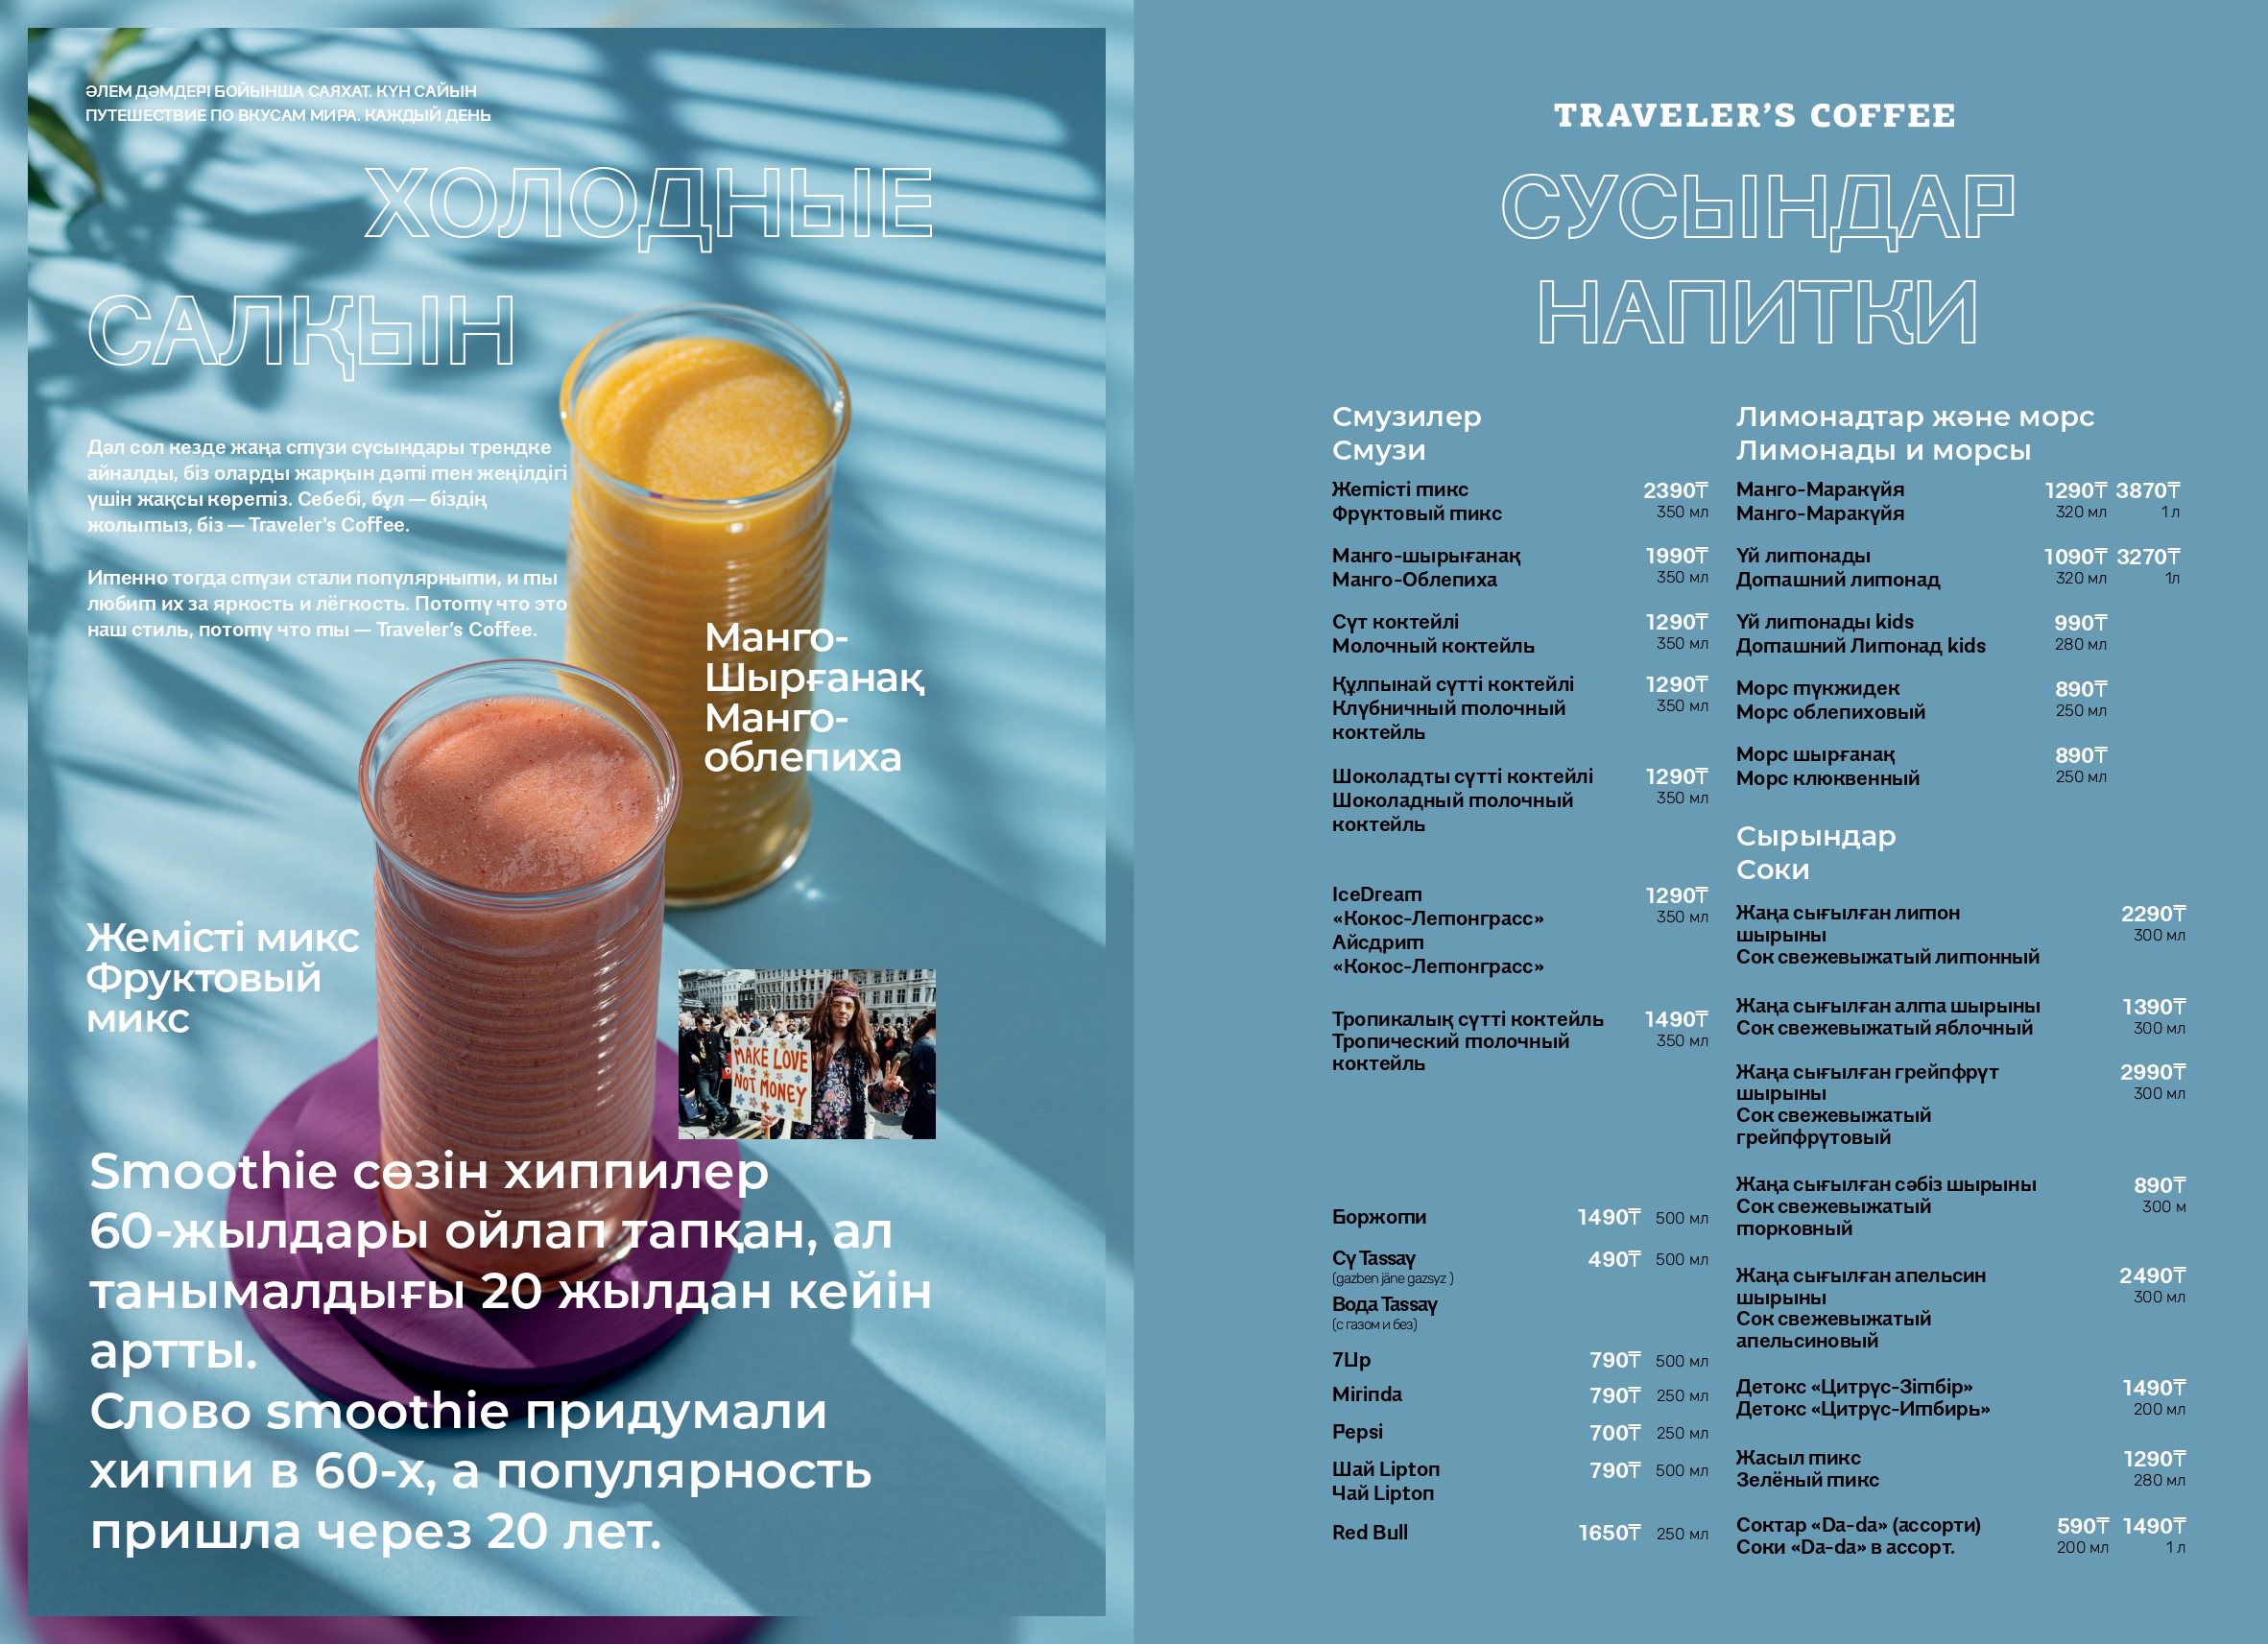 ӘЛЕМ ДӘМДЕРІ БОЙЫНША САЯХАТ. КҮН САЙЫН
ПУТЕШЕСТВИЕ ПО ВКУСАМ МИРА. КАЖДЫЙ ДЕНЬ
ХОЛОДНЫЕ
САЛҚЫН
Дәл сол кезде жаңа смузи сусындары трендке
айналды, біз оларды жарқын дәмі мен жеңілдігі
үшін жақсы көреміз. Себебі, бұл — біздің
жолымыз, біз — Traveler's Coffee.
Именно тогда смузи стали популярными, и мы
любим их за яркость и лёгкость. Потому что это
наш стиль, потому что мы — Traveler's Coffee.
Манго-
Шырғанақ
Манго-
облепиха
Жемісті микс
Фруктовый
микс
MAKE LOVE
NOT MONEY
Smoothie сөзін хиппилер
60-жылдары ойлап тапқан, ал
танымалдығы 20 жылдан кейін
артты.
Слово smoothie придумали
хиппи в 60-х, а популярность
пришла через 20 лет.
TRAVELER'S COFFEE
СУСЫНДАР
НАПИТКИ
Смузилер
Смузи
Жемісті микс 2390₸
Фруктовый микс 350 мл
Манго-шырығанақ 1990₸
Манго-Облепиха 350 мл
Сүт коктейлі 1290₸
Молочный коктейль 350 мл
Құлпынай сүтті коктейлі 1290₸
Клубничный молочный 350 мл
коктейль
Шоколадты сүтті коктейлі 1290₸
Шоколадный молочный 350 мл
коктейль
IceDream 1290₸
«Кокос-Лемонграсс» 350 мл
Айсдрим
«Кокос-Лемонграсс»
Тропикалық сүтті коктейль 1490₸
Тропический молочный 350 мл
коктейль
Боржоми 1490₸ 500 мл
Су Tassay 490₸ 500 мл
(gazben jäne gazsyz )
Вода Tassay
(с газом и без)
7Up 790₸ 500 мл
Mirinda 790₸ 250 мл
Pepsi 700₸ 250 мл
Шай Lipton 790₸ 500 мл
Чай Lipton
Red Bull 1650₸ 250 мл
Лимонадтар және морс
Лимонады и морсы
Манго-Маракуйя 1290₸ 3870₸
Манго-Маракуйя 320 мл 1 л
Үй лимонады 1090₸ 3270₸
Домашний лимонад 320 мл 1л
Үй лимонады kids 990₸
Домашний Лимонад kids 280 мл
Морс мүкжидек 890₸
Морс облепиховый 250 мл
Морс шырғанақ 890₸
Морс клюквенный 250 мл
Сырындар
Соки
Жаңа сығылған лимон 2290₸
шырыны 300 мл
Сок свежевыжатый лимонный
Жаңа сығылған алма шырыны 1390₸
Сок свежевыжатый яблочный 300 мл
Жаңа сығылған грейпфрут 2990₸
шырыны 300 мл
Сок свежевыжатый
грейпфрутовый
Жаңа сығылған сәбіз шырыны 890₸
Сок свежевыжатый 300 м
морковный
Жаңа сығылған апельсин 2490₸
шырыны 300 мл
Сок свежевыжатый
апельсиновый
Детокс «Цитрус-Зімбір» 1490₸
Детокс «Цитрус-Имбирь» 200 мл
Жасыл микс 1290₸
Зелёный микс 280 мл
Соктар «Da-da» (ассорти) 590₸ 1490₸
Соки «Da-da» в ассорт. 200 мл 1 л